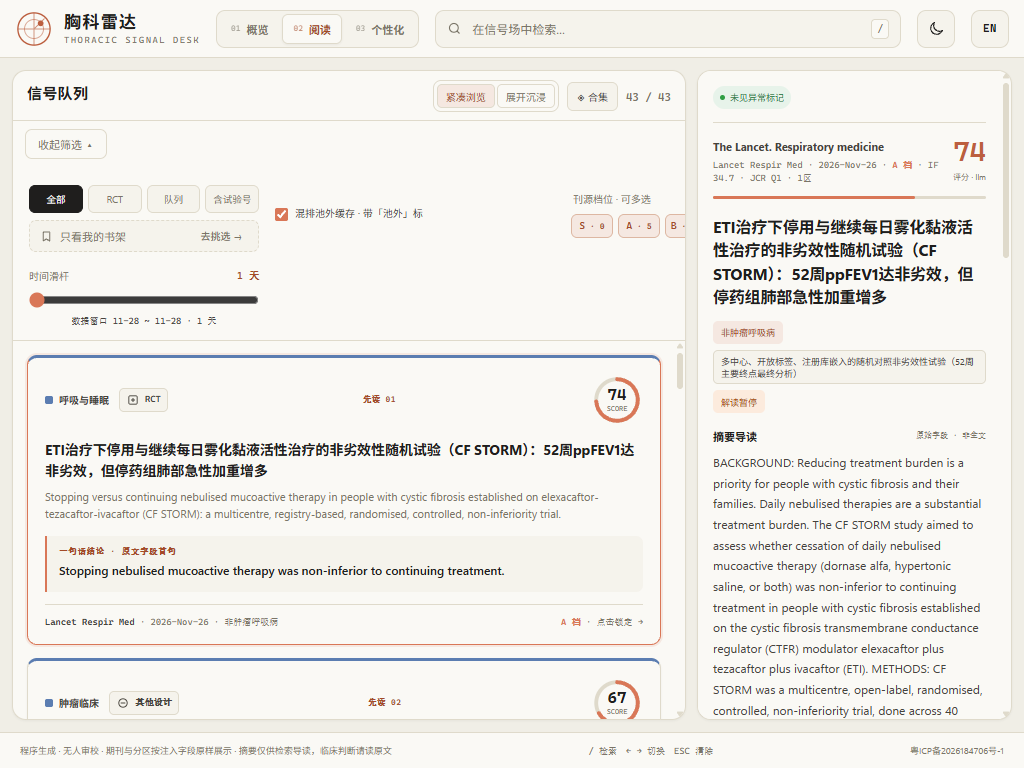 胸科雷达
THORACIC SIGNAL DESK
01 概览
02 阅读
03 个性化
在信号场中检索...
/
EN
信号队列
紧凑浏览
展开沉浸
◈ 合集
43 / 43
收起筛选 ▴
全部
RCT
队列
含试验号
只看我的书架
去挑选 →
混排池外缓存 · 带「池外」标
刊源档位 · 可多选
S · 0
A · 5
B ·
时间滑杆
1 天
数据窗口 11-28 ~ 11-28 · 1 天
呼吸与睡眠
RCT
先读 01
74
SCORE
ETI治疗下停用与继续每日雾化黏液活性治疗的非劣效性随机试验（CF STORM）：52周ppFEV1达
非劣效，但停药组肺部急性加重增多
Stopping versus continuing nebulised mucoactive therapy in people with cystic fibrosis established on elexacaftor-
tezacaftor-ivacaftor (CF STORM): a multicentre, registry-based, randomised, controlled, non-inferiority trial.
一句话结论 · 原文字段首句
Stopping nebulised mucoactive therapy was non-inferior to continuing treatment.
Lancet Respir Med · 2026-Nov-26 · 非肿瘤呼吸病
A 档 · 点击锁定 →
肿瘤临床
其他设计
先读 02
67
SCORE
未见异常标记
The Lancet. Respiratory medicine
Lancet Respir Med · 2026-Nov-26 · A 档 · IF
34.7 · JCR Q1 · 1区
74
评分 · llm
ETI治疗下停用与继续每日雾化黏液活
性治疗的非劣效性随机试验（CF
STORM）：52周ppFEV1达非劣效，但
停药组肺部急性加重增多
非肿瘤呼吸病
多中心、开放标签、注册库嵌入的随机对照非劣效性试验（52周
主要终点最终分析）
解读暂停
摘要导读
原始字段 · 非全文
BACKGROUND: Reducing treatment burden is a
priority for people with cystic fibrosis and their
families. Daily nebulised therapies are a substantial
treatment burden. The CF STORM study aimed to
assess whether cessation of daily nebulised
mucoactive therapy (dornase alfa, hypertonic
saline, or both) was non-inferior to continuing
treatment in people with cystic fibrosis established
on the cystic fibrosis transmembrane conductance
regulator (CTFR) modulator elexacaftor plus
tezacaftor plus ivacaftor (ETI). METHODS: CF
STORM was a multicentre, open-label, randomised,
controlled, non-inferiority trial, done across 40
程序生成 · 无人审校 · 期刊与分区按注入字段原样展示 · 摘要仅供检索导读，临床判断请读原文
/ 检索 ← → 切换 ESC 清除
粤ICP备2026184706号-1